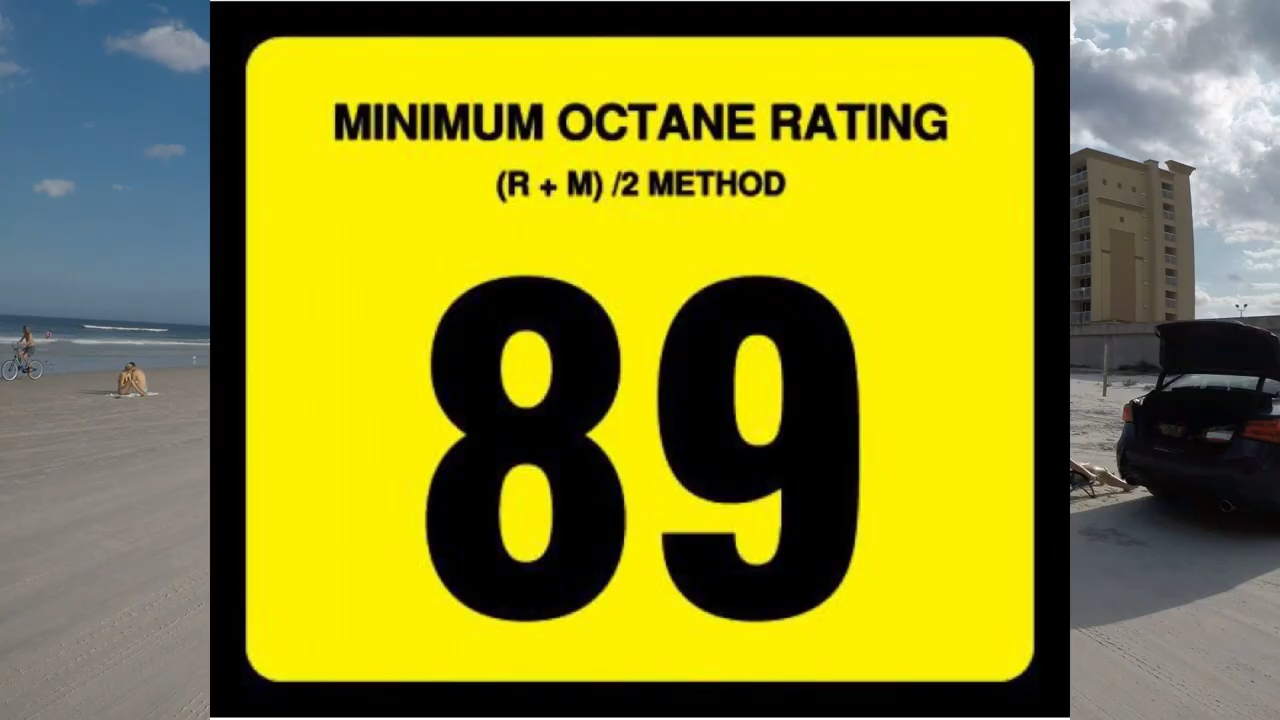 MINIMUM OCTANE RATING
(R + M) /2 METHOD
89